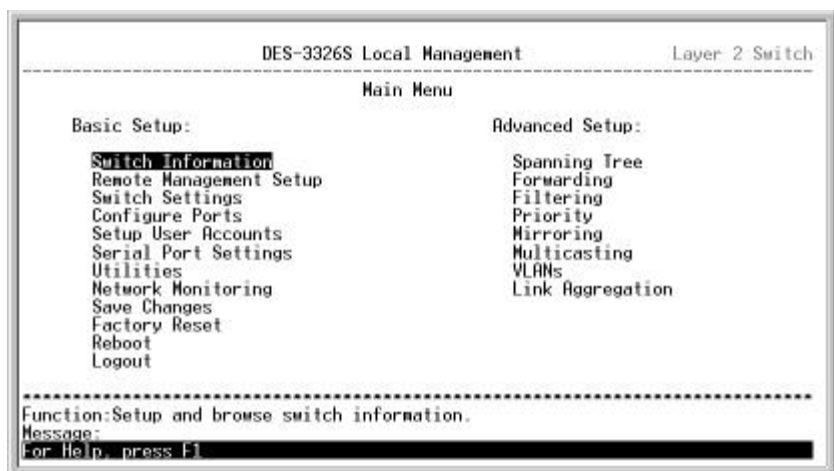 DES-3326S Local Management Layer 2 Switch
Main Menu
Basic Setup: Advanced Setup:
Switch Information Spanning Tree
Remote Management Setup Forwarding
Switch Settings Filtering
Configure Ports Priority
Setup User Accounts Mirroring
Serial Port Settings Multicasting
Utilities VLANs
Network Monitoring Link Aggregation
Save Changes
Factory Reset
Reboot
Logout
Function:Setup and browse switch information.
Message:
For Help, press F1